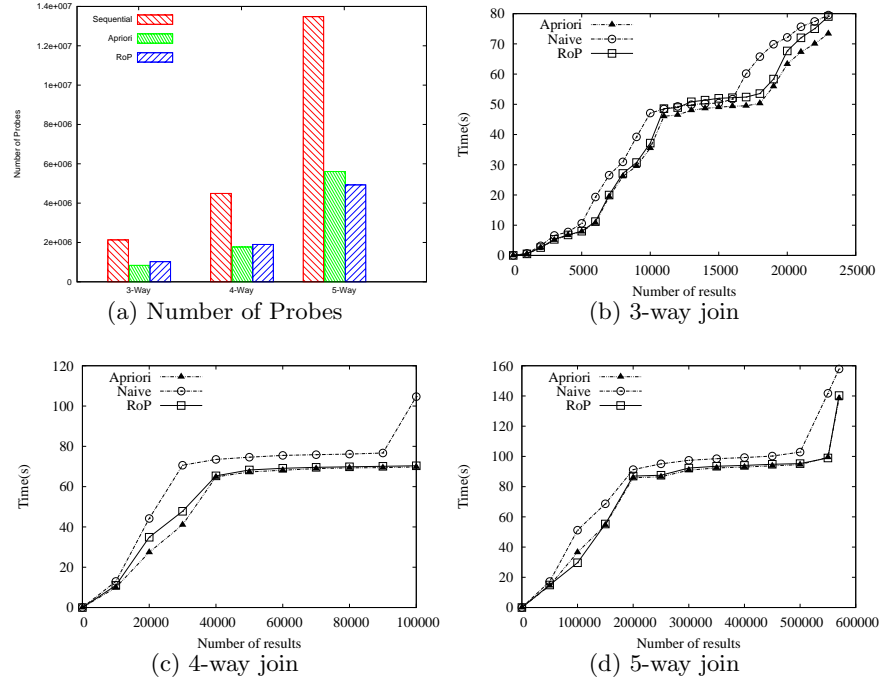 1.4e+007
1.2e+007
1e+007
8e+006
6e+006
4e+006
2e+006
0
Number of Probes
Sequential
Apriori
RoP
3-Way
4-Way
5-Way
(a) Number of Probes
80
70
60
50
40
30
20
10
0
Time(s)
Apriori
Naive
RoP
0
5000
10000
15000
20000
25000
Number of results
(b) 3-way join
120
100
80
60
40
20
0
Time(s)
Apriori
Naive
RoP
0
20000
40000
60000
80000
100000
Number of results
(c) 4-way join
160
140
120
100
80
60
40
20
0
Time(s)
Apriori
Naive
RoP
0
100000
200000
300000
400000
500000
600000
Number of results
(d) 5-way join